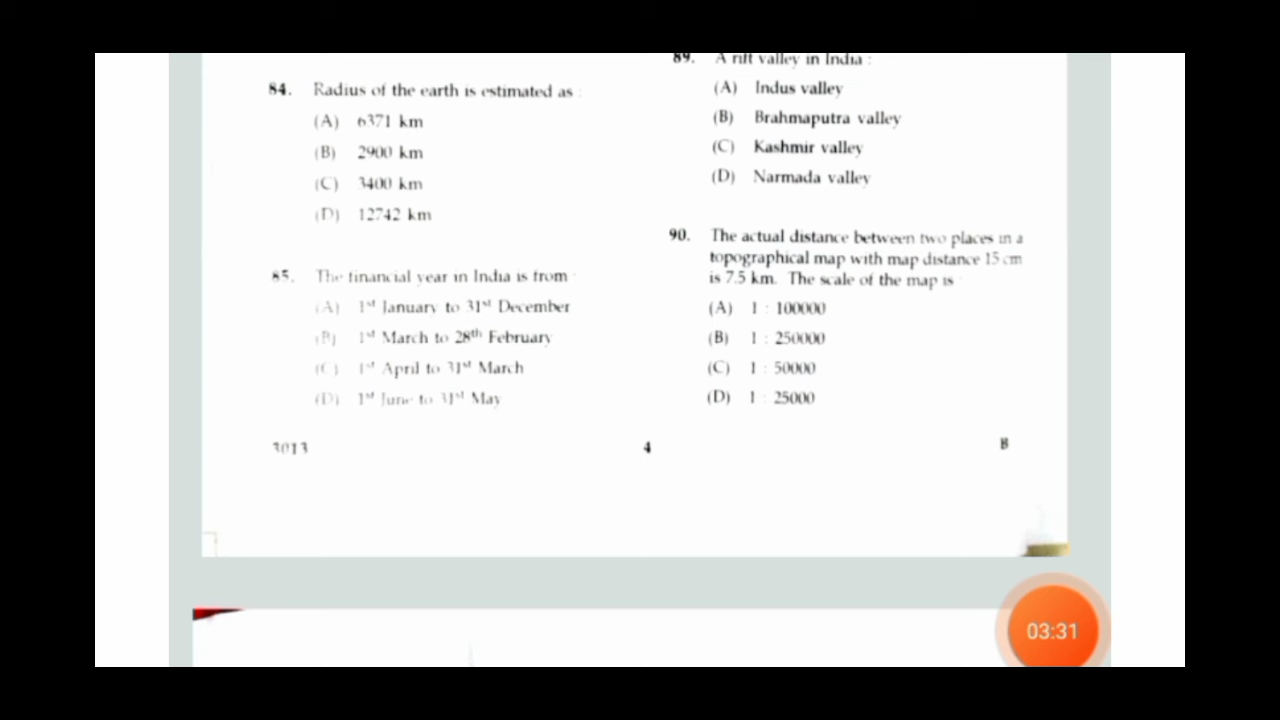 84. Radius of the earth is estimated as :
(A) 6371 km
(B) 2900 km
(C) 3400 km
(D) 12742 km
85. The financial year in India is from :
(A) 1st January to 31st December
(B) 1st March to 28th February
(C) 1st April to 31st March
(D) 1st June to 31st May
3013
89. A rift valley in India :
(A) Indus valley
(B) Brahmaputra valley
(C) Kashmir valley
(D) Narmada valley
90. The actual distance between two places in a
topographical map with map distance 15 cm
is 7.5 km. The scale of the map is :
(A) 1 : 100000
(B) 1 : 250000
(C) 1 : 50000
(D) 1 : 25000
4
B
03:31